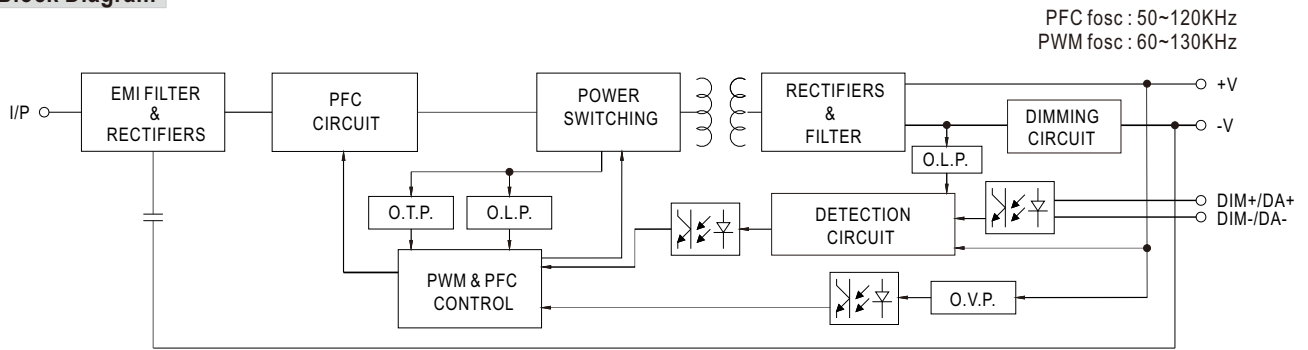 Block Diagram
PFC fosc : 50~120KHz
PWM fosc : 60~130KHz
I/P
EMI FILTER
&
RECTIFIERS
PFC
CIRCUIT
POWER
SWITCHING
RECTIFIERS
&
FILTER
DIMMING
CIRCUIT
+V
-V
O.L.P.
O.T.P.
O.L.P.
DETECTION
CIRCUIT
DIM+/DA+
DIM-/DA-
PWM & PFC
CONTROL
O.V.P.